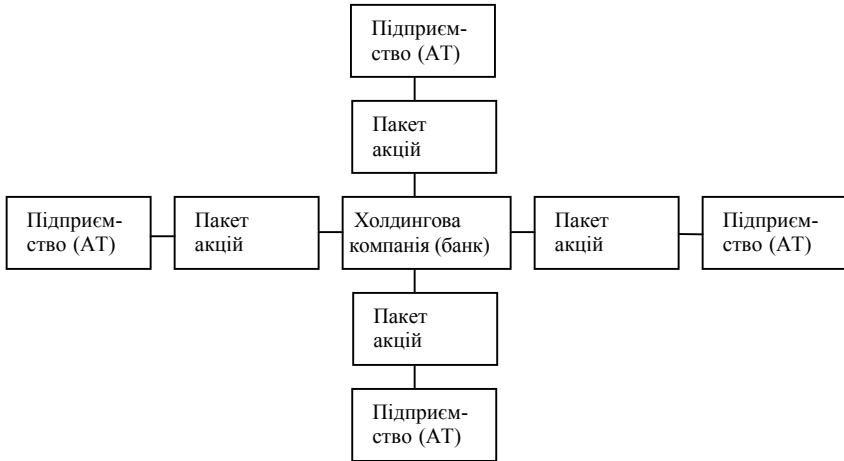 Підприєм-
ство (АТ)
Пакет
акцій
Підприєм-
ство (АТ)
Пакет
акцій
Холдингова
компанія (банк)
Пакет
акцій
Підприєм-
ство (АТ)
Пакет
акцій
Підприєм-
ство (АТ)